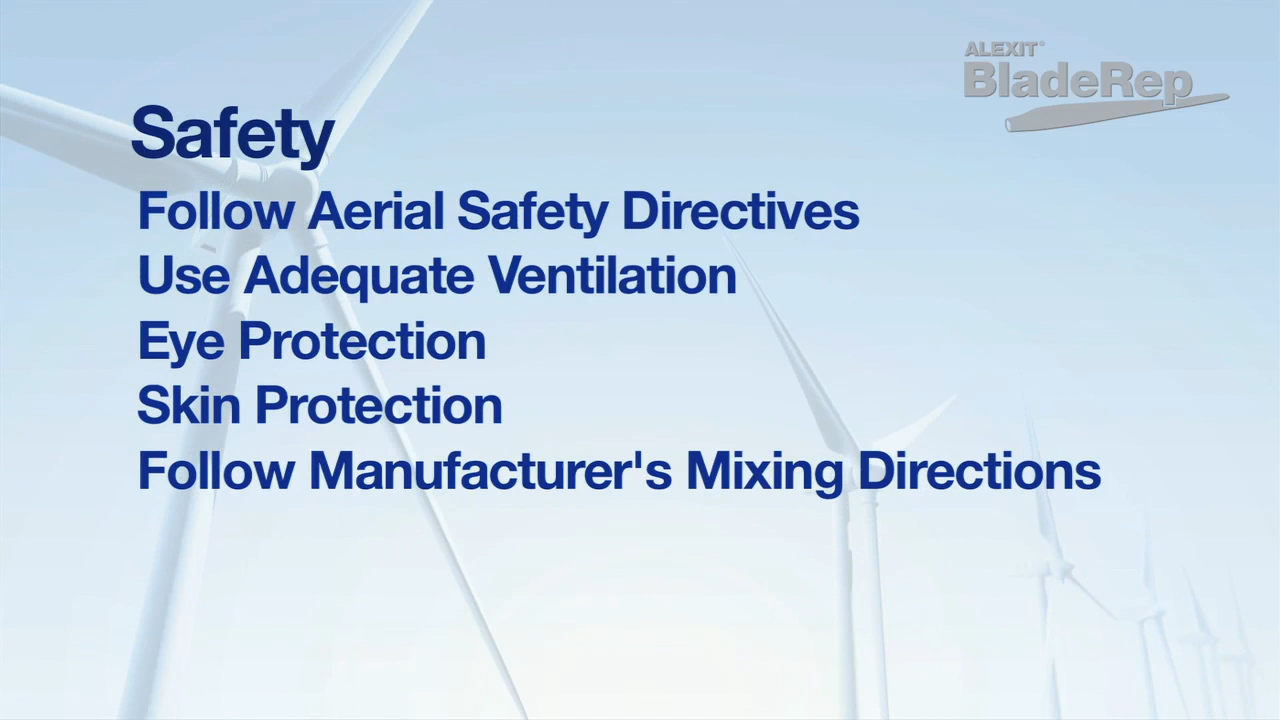 ALEXIT®
BladeRep
Safety
Follow Aerial Safety Directives
Use Adequate Ventilation
Eye Protection
Skin Protection
Follow Manufacturer's Mixing Directions